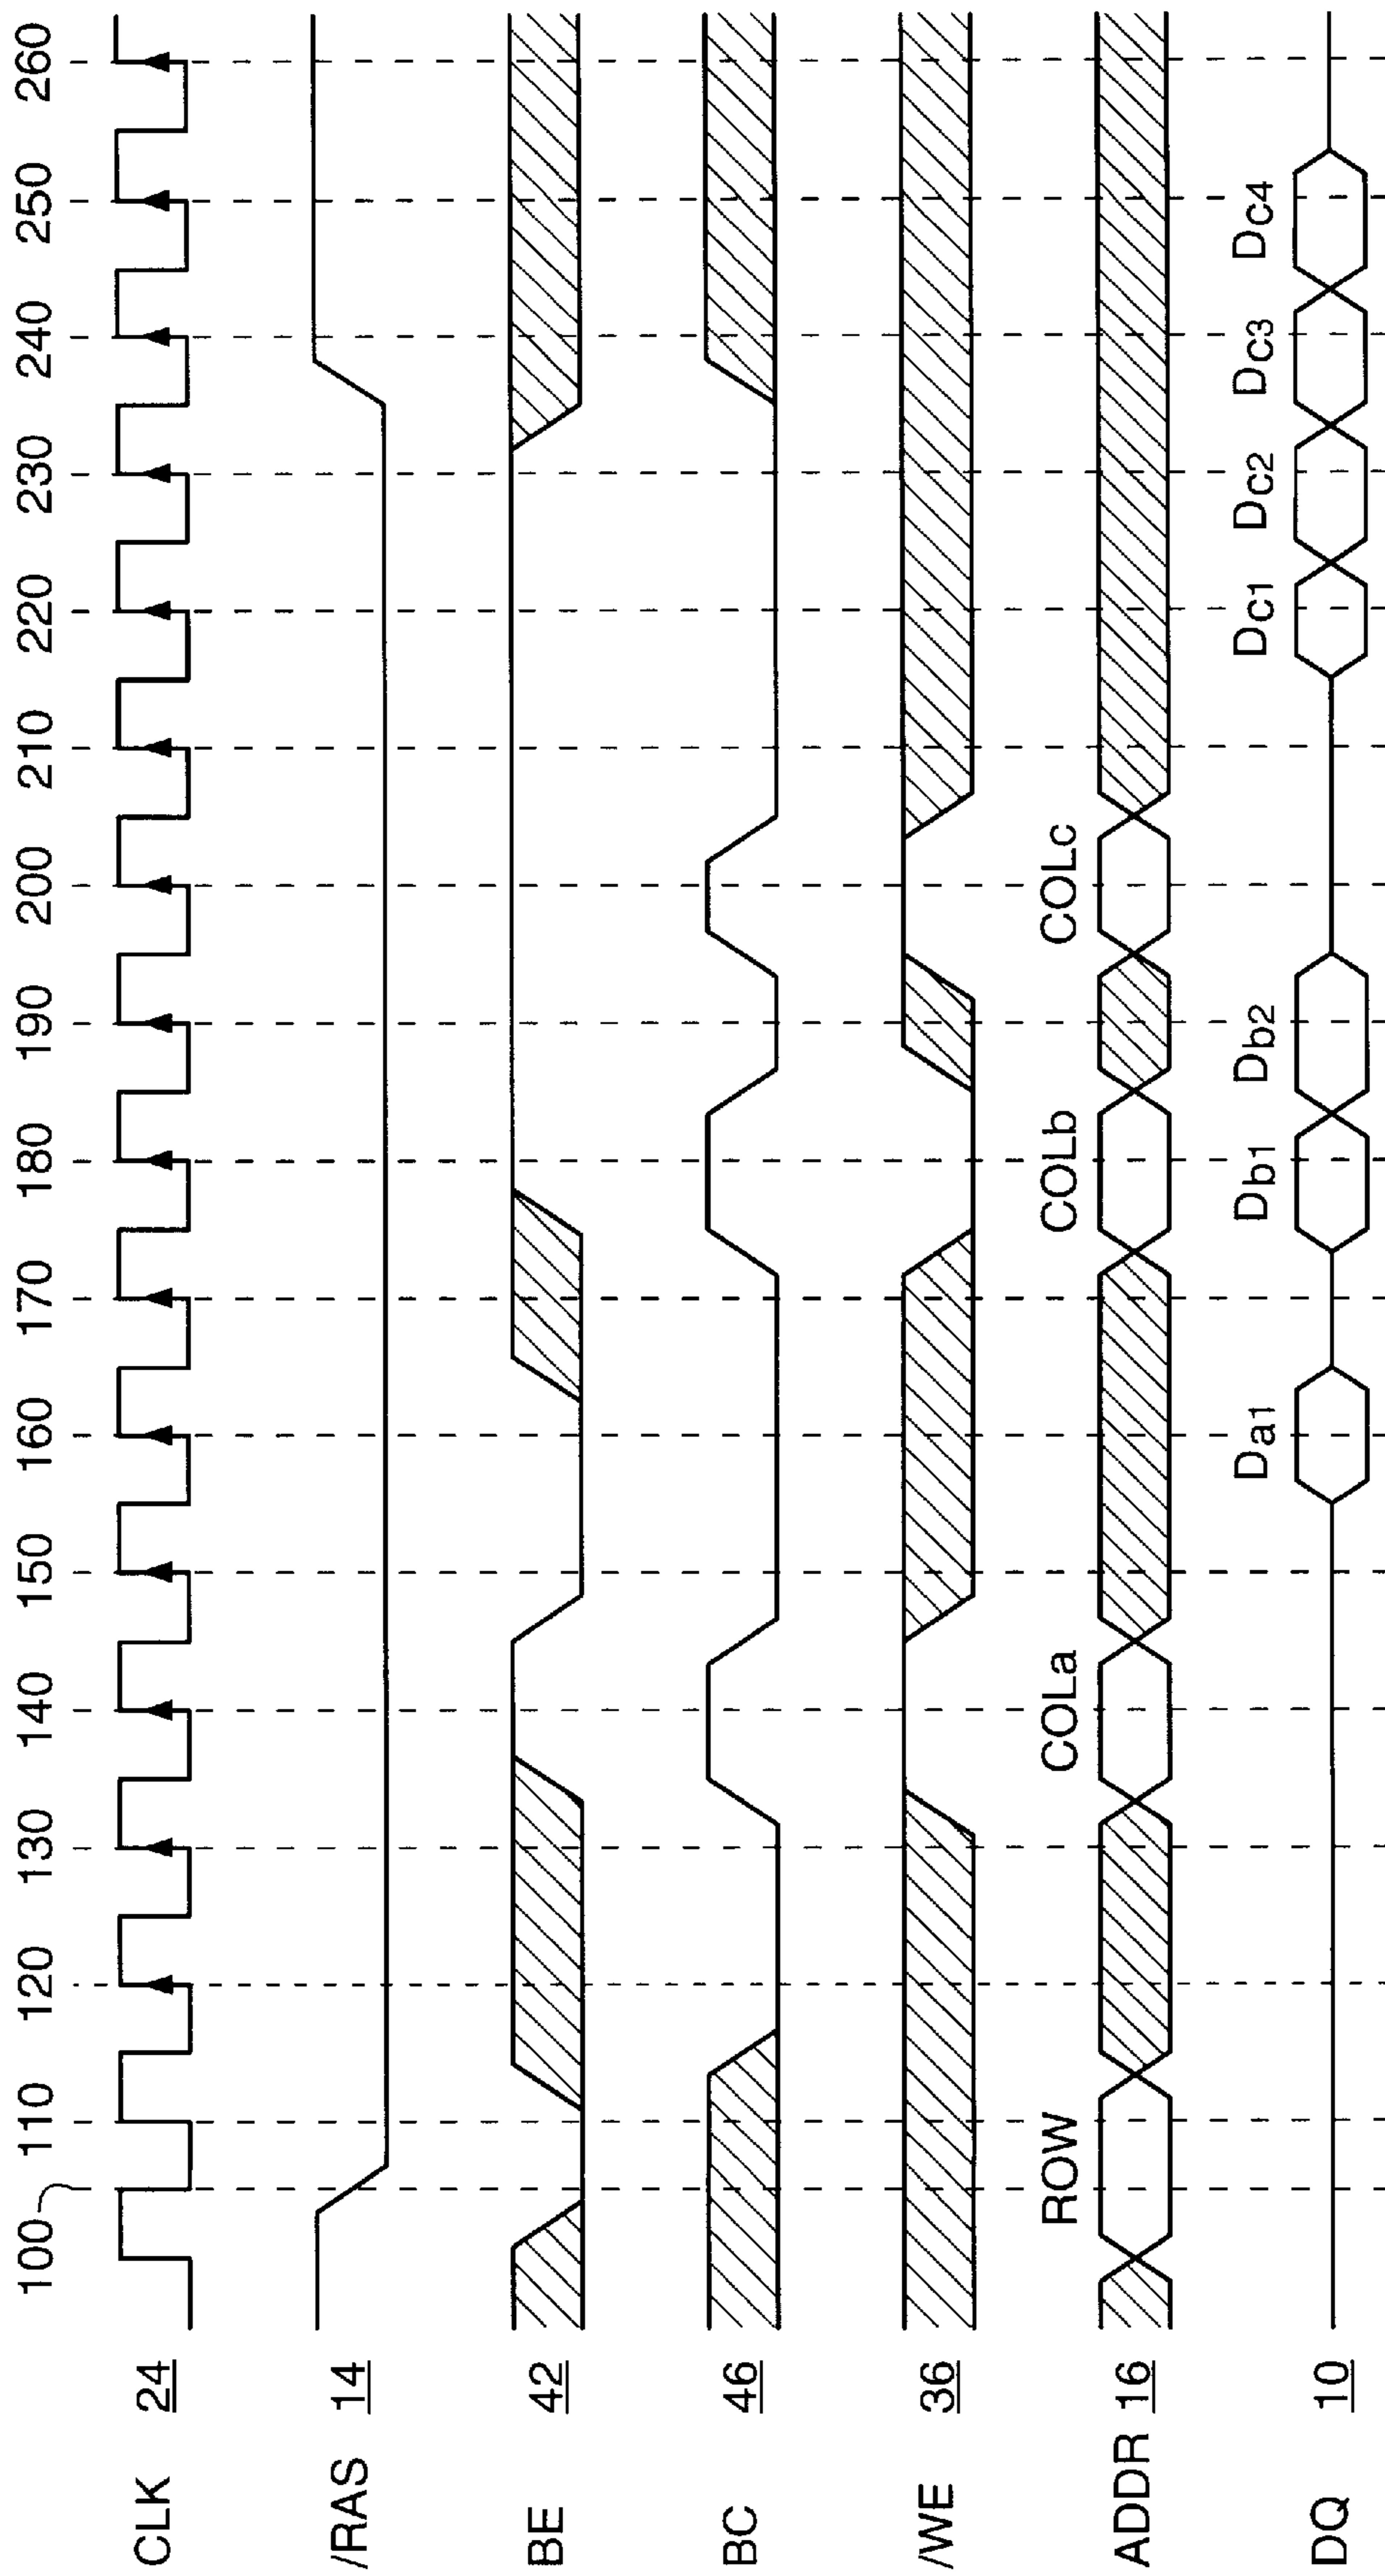 100 110 120 130 140 150 160 170 180 190 200 210 220 230 240 250 260
CLK 24
/RAS 14
BE 42
BC 46
/WE 36
ROW COLa COLb COLc
ADDR 16
Da1 Db1 Db2 Dc1 Dc2 Dc3 Dc4
DQ 10